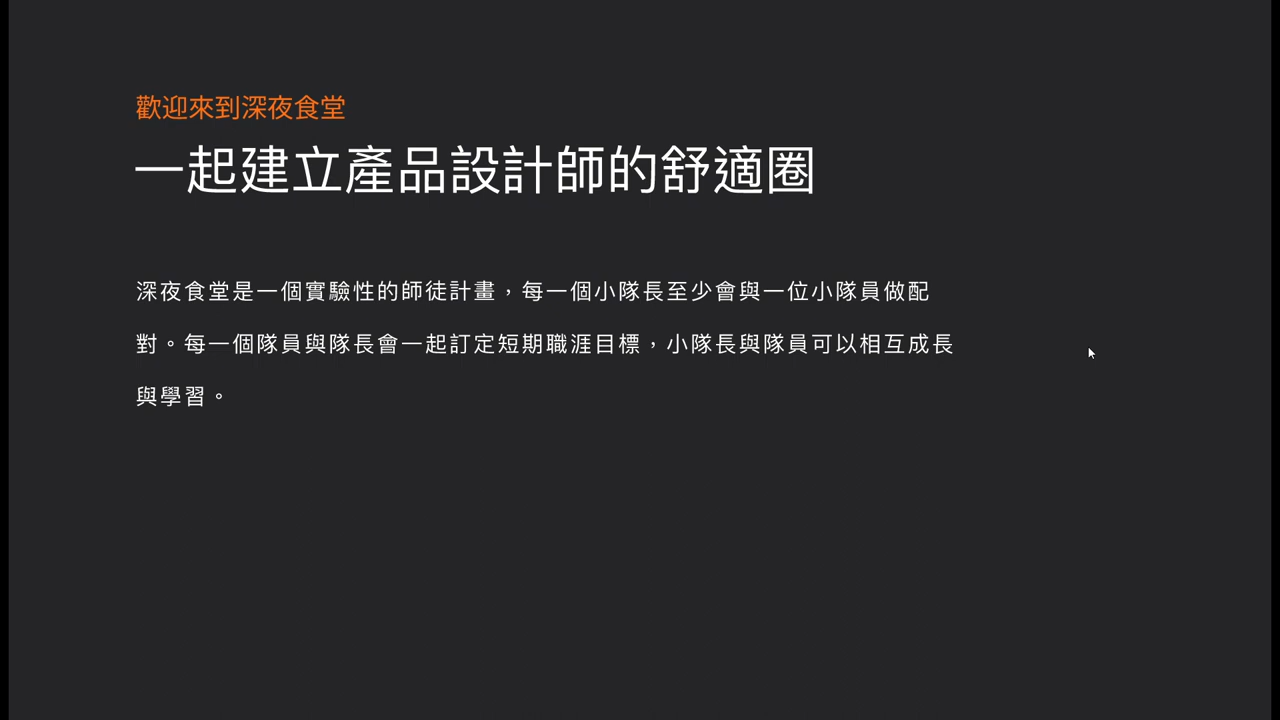 歡迎來到深夜食堂
一起建立產品設計師的舒適圈
深夜食堂是一個實驗性的師徒計畫，每一個小隊長至少會與一位小隊員做配
對。每一個隊員與隊長會一起訂定短期職涯目標，小隊長與隊員可以相互成長
與學習。